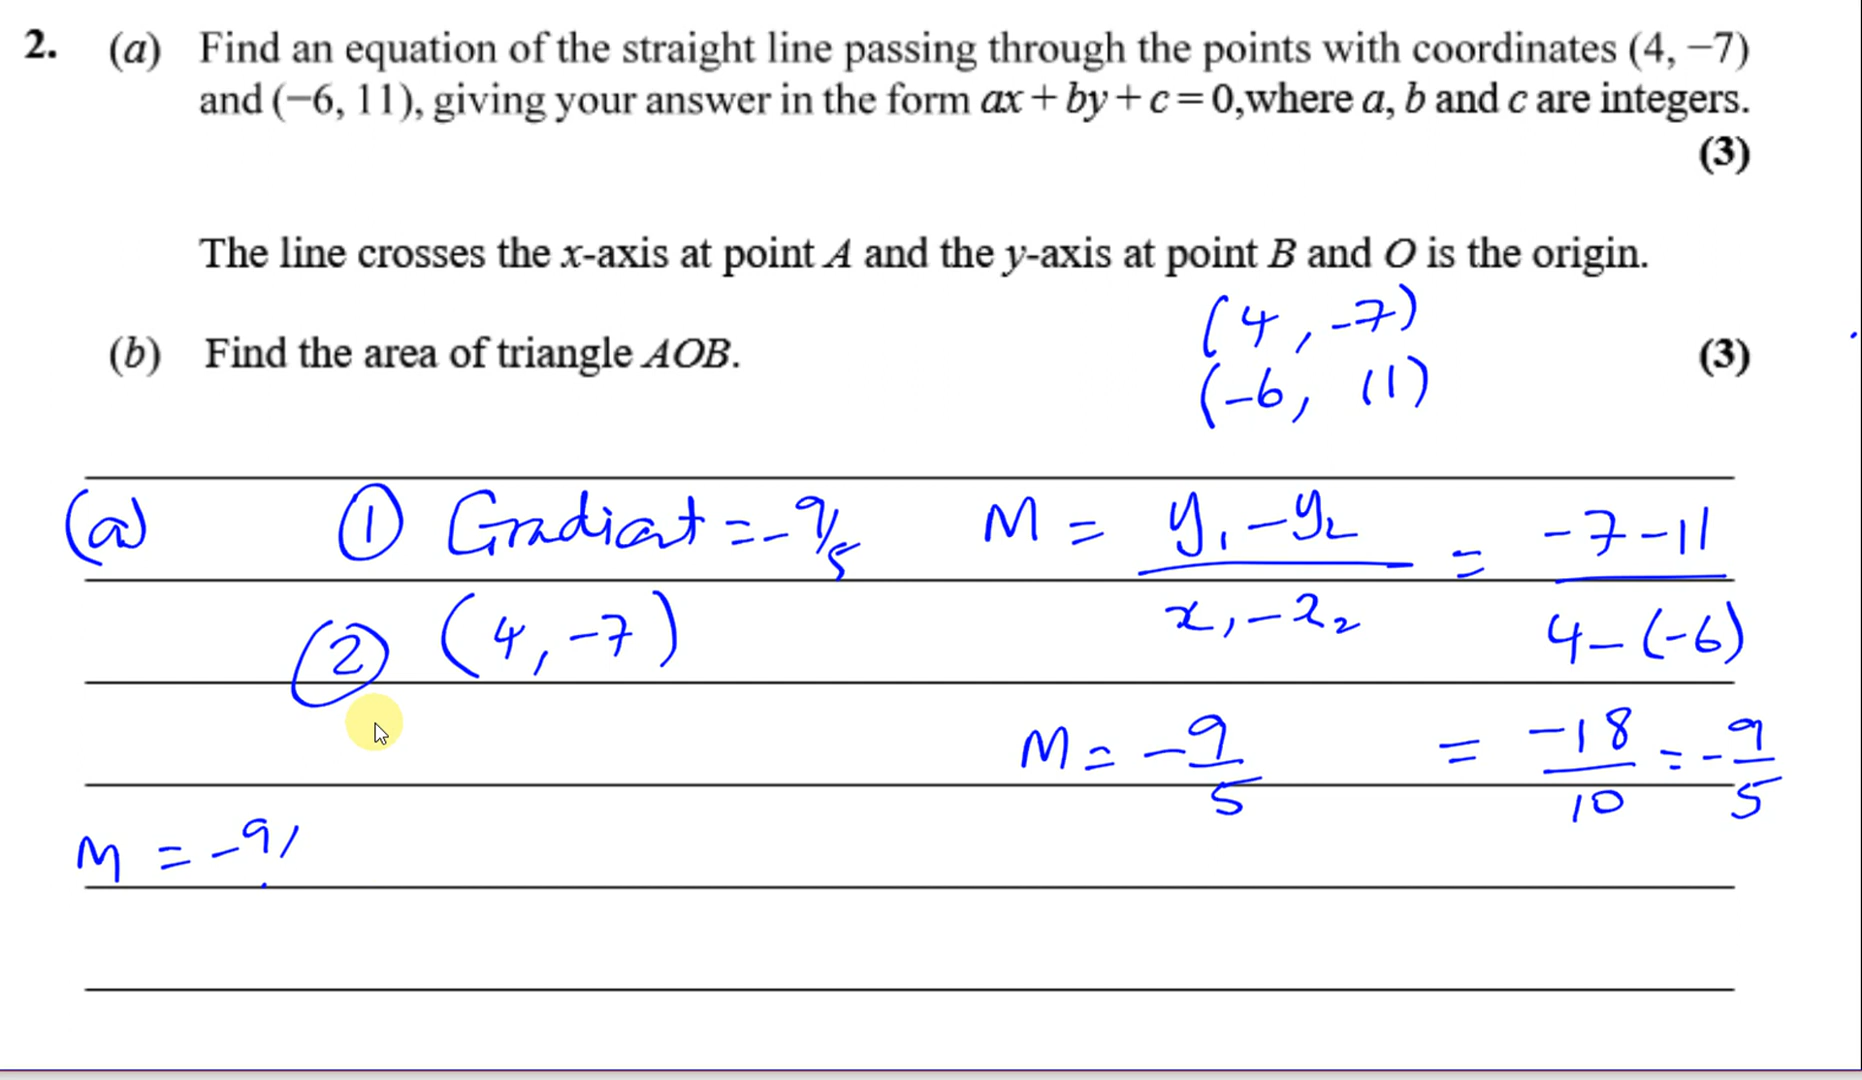 2. (a) Find an equation of the straight line passing through the points with coordinates (4, −7)
and (−6, 11), giving your answer in the form ax + by + c = 0,where a, b and c are integers.
(3)
The line crosses the x-axis at point A and the y-axis at point B and O is the origin.
(4, -7)
(b) Find the area of triangle AOB. (3)
(-6, 11)
(a) ① Gradient = -9/5 M = y₁-y₂ / x₁-x₂ = -7-11 / 4-(-6)
② (4, -7)
M = -9/5 = -18/10 = -9/5
M = -9/